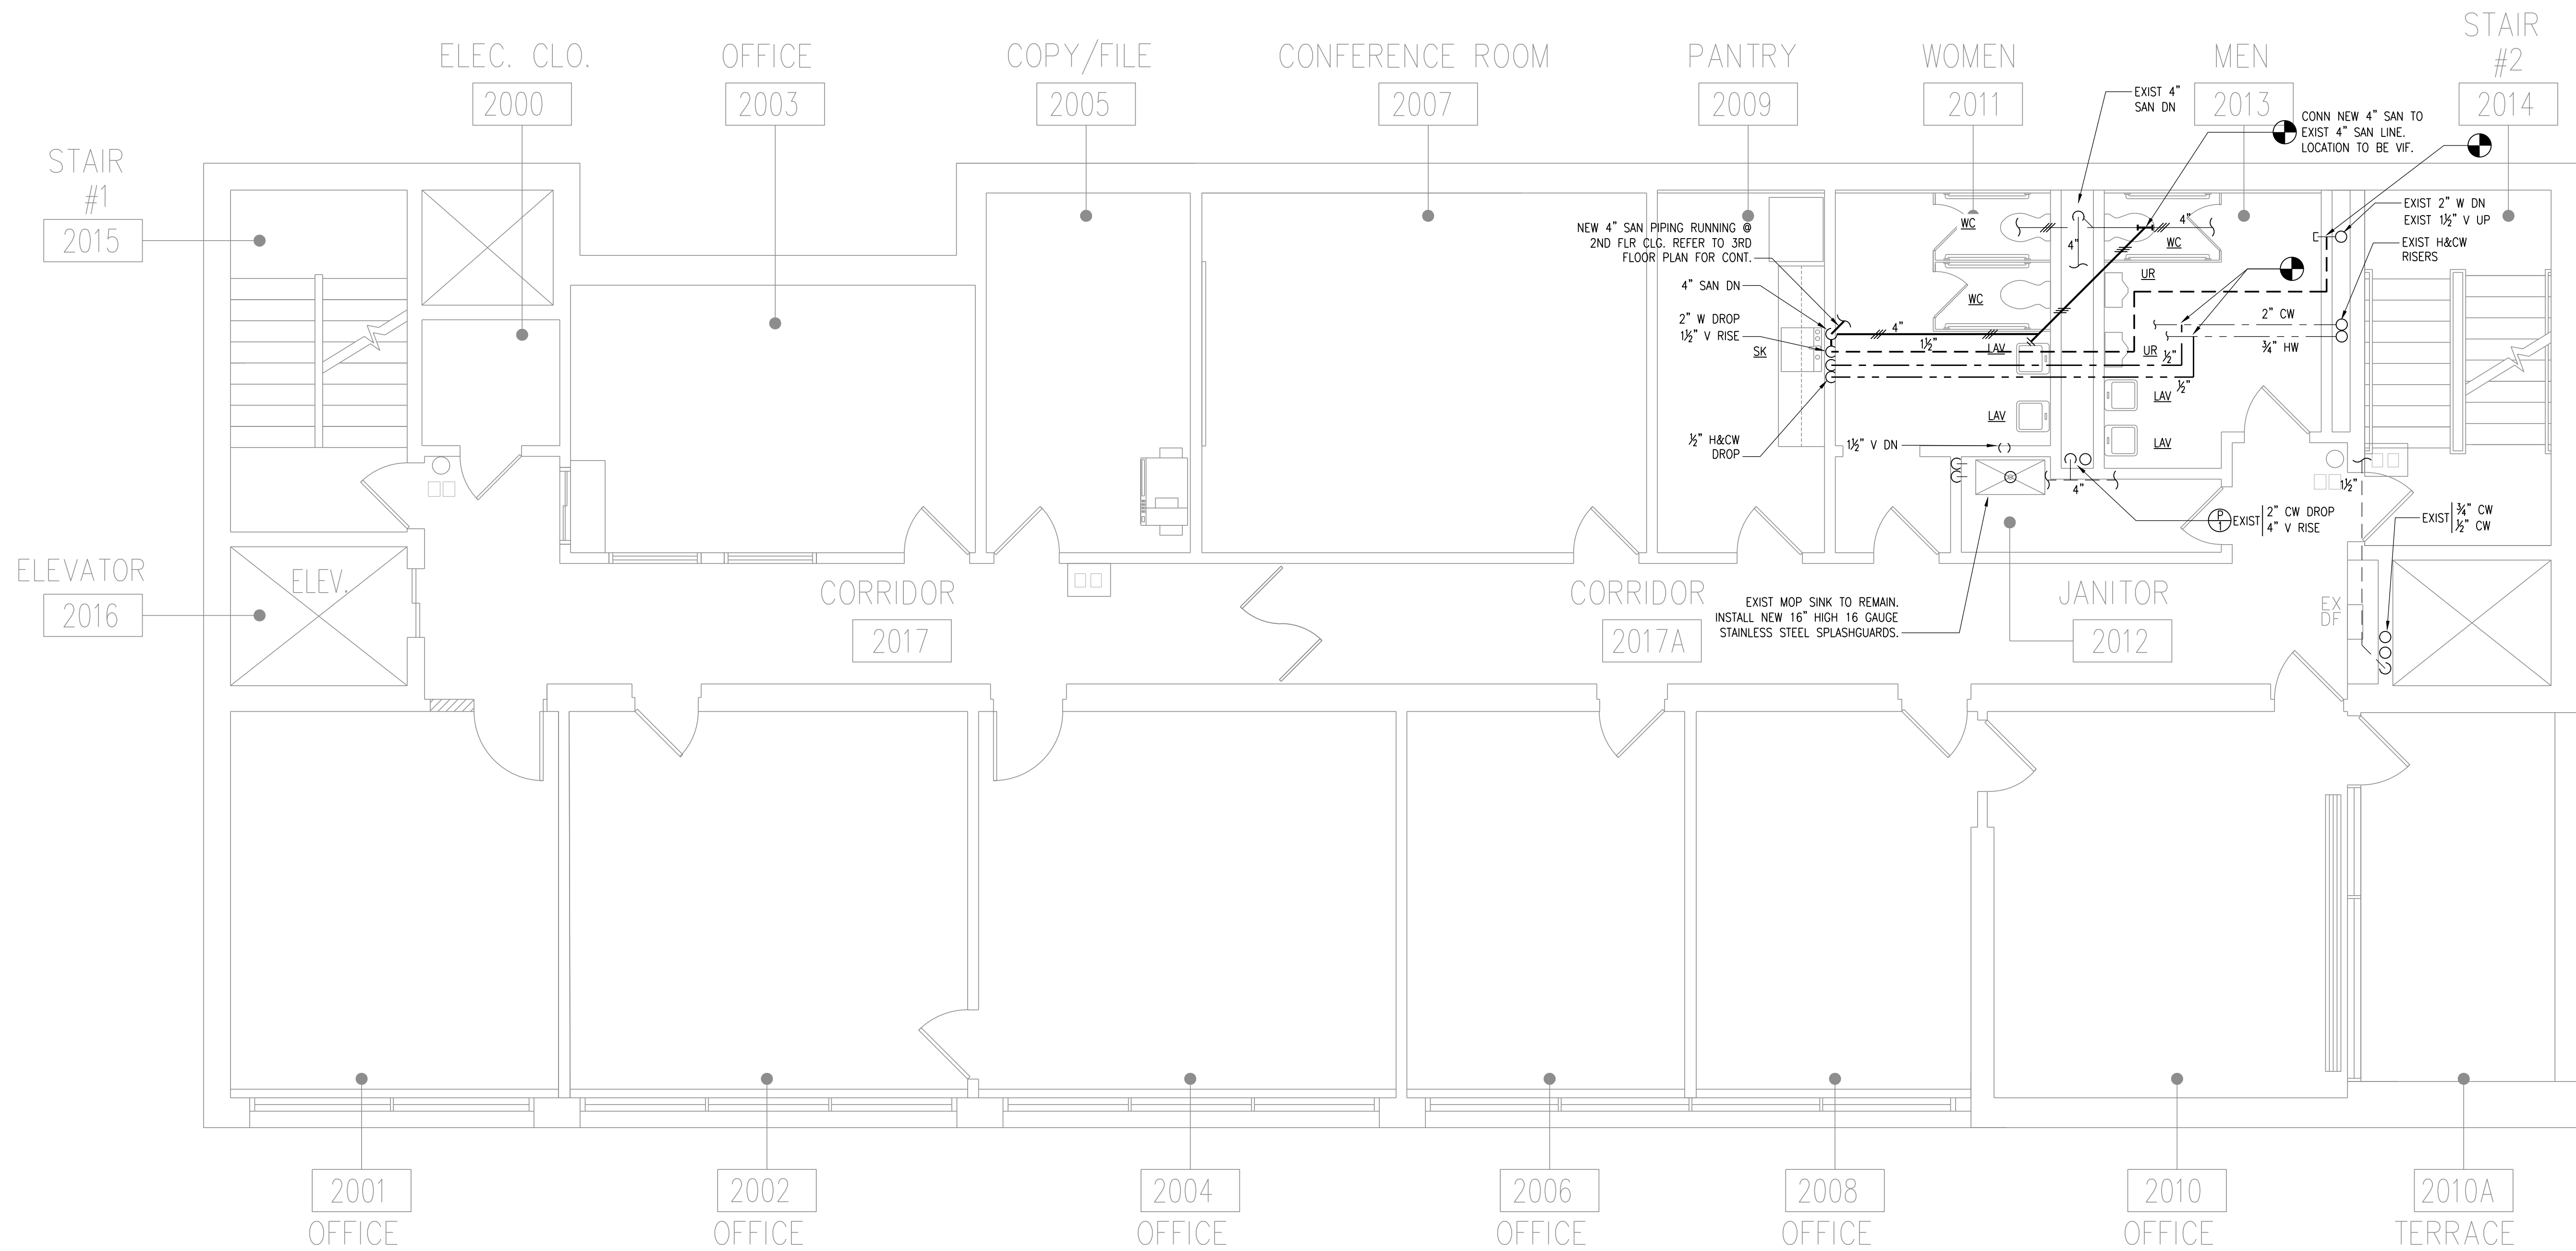 STAIR
#1
2015
ELEC. CLO.
2000
OFFICE
2003
COPY/FILE
2005
CONFERENCE ROOM
2007
PANTRY
2009
WOMEN
2011
MEN
2013
STAIR
#2
2014
EXIST 4"
SAN DN
CONN NEW 4" SAN TO
EXIST 4" SAN LINE.
LOCATION TO BE VIF.
EXIST 2" W DN
EXIST 1½" V UP
EXIST H&CW
RISERS
NEW 4" SAN PIPING RUNNING @
2ND FLR CLG. REFER TO 3RD
FLOOR PLAN FOR CONT.
4" SAN DN
2" W DROP
1½" V RISE
SK
½" H&CW
DROP
WC
WC
4"
4"
WC
UR
UR
4"
1½"
LAV
LAV
½"
½"
2" CW
¾" HW
LAV
LAV
1½" V DN
4"
P
1
EXIST
2" CW DROP
4" V RISE
1½"
EXIST
¾" CW
½" CW
EXIST MOP SINK TO REMAIN.
INSTALL NEW 16" HIGH 16 GAUGE
STAINLESS STEEL SPLASHGUARDS.
ELEVATOR
2016
ELEV.
CORRIDOR
2017
CORRIDOR
2017A
JANITOR
2012
EX
DF
2001
OFFICE
2002
OFFICE
2004
OFFICE
2006
OFFICE
2008
OFFICE
2010
OFFICE
2010A
TERRACE